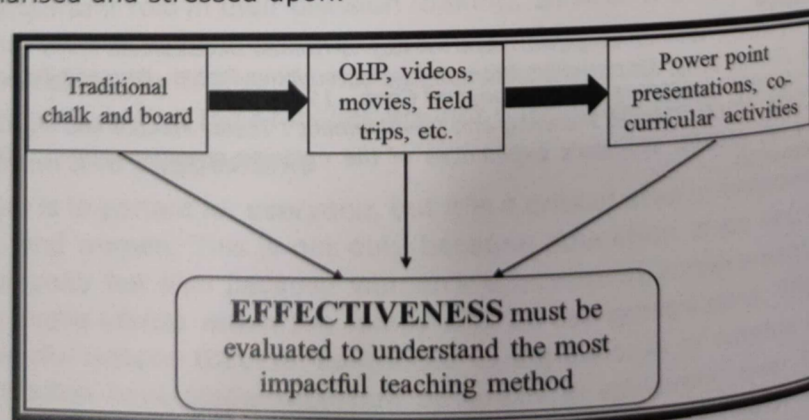 Traditional
chalk and board
OHP, videos,
movies, field
trips, etc.
Power point
presentations, co-
curricular activities
EFFECTIVENESS must be
evaluated to understand the most
impactful teaching method